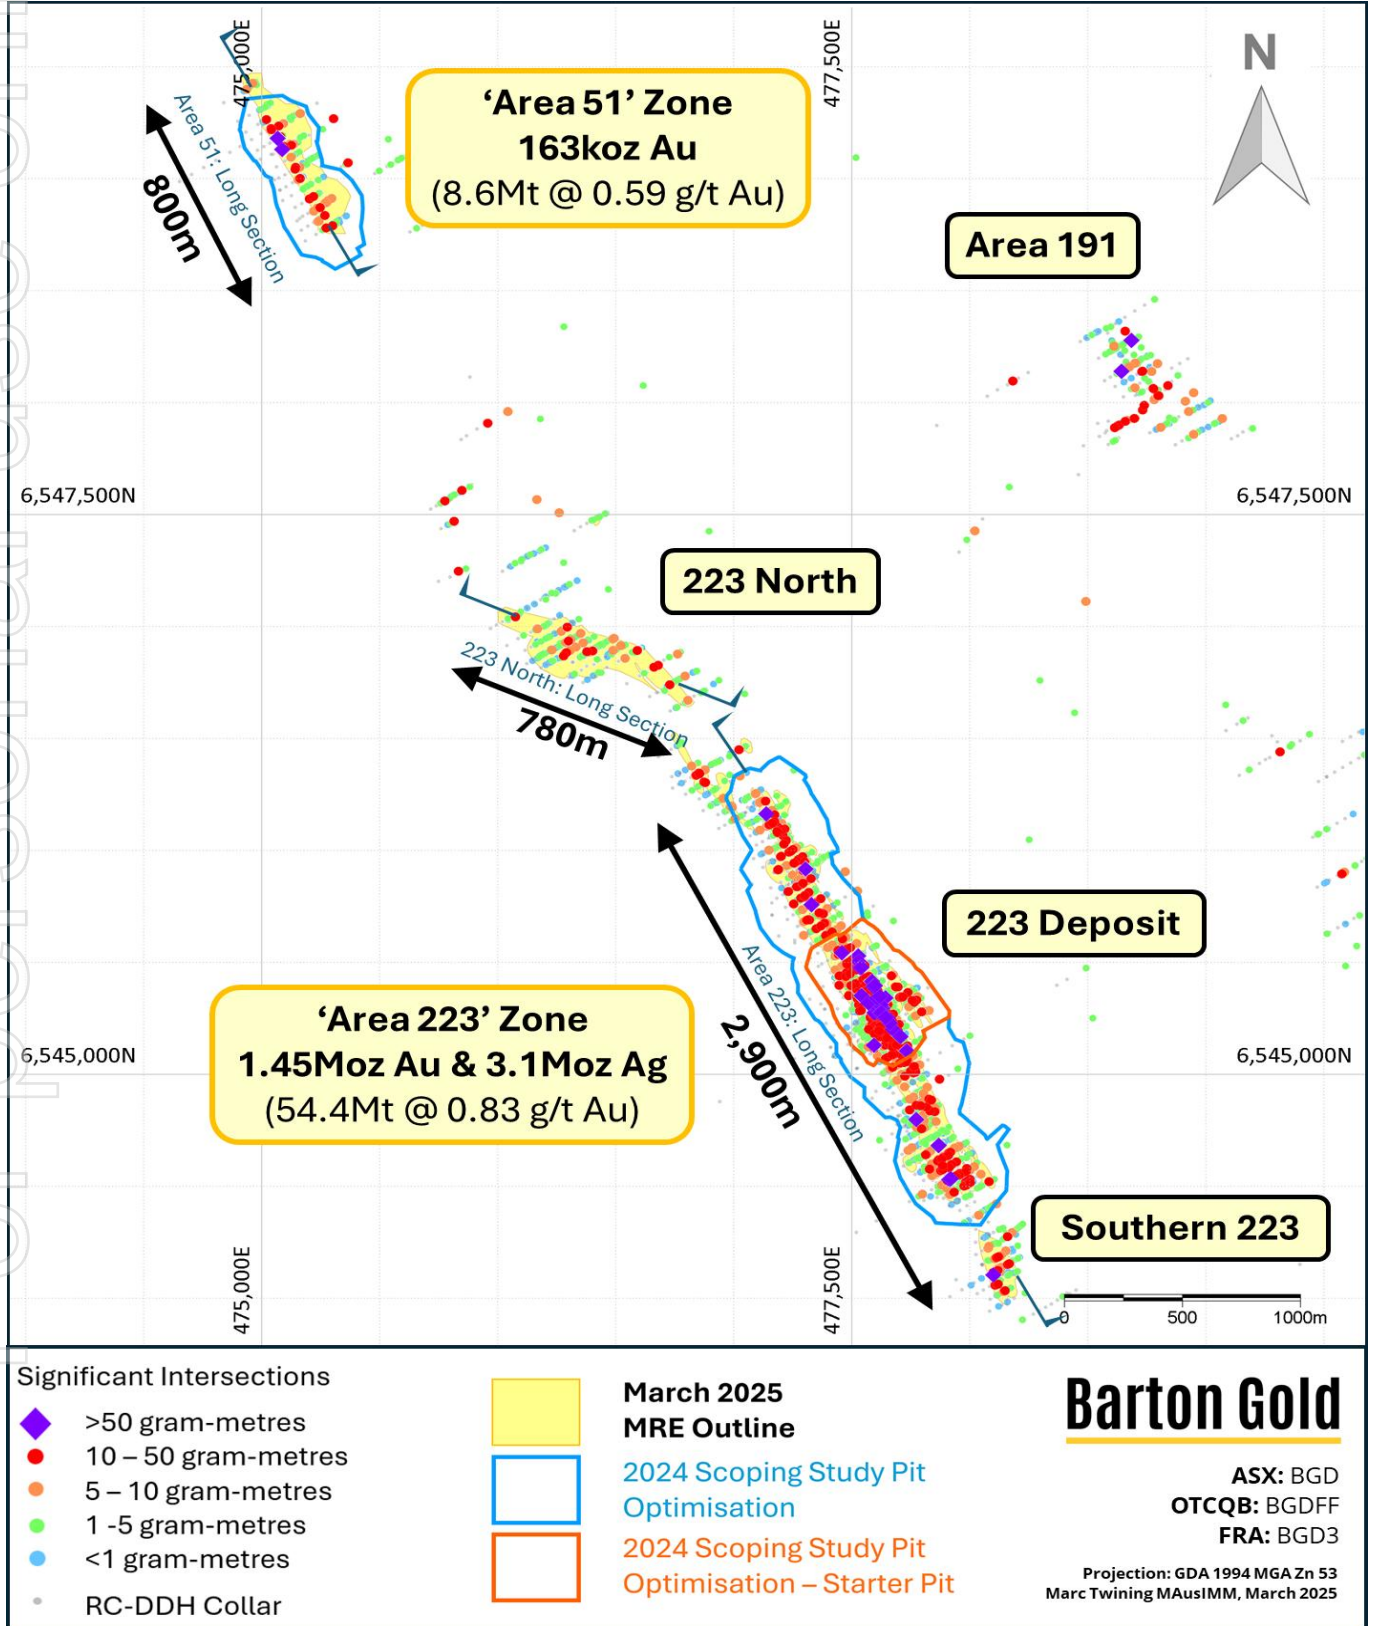 475,000E
477,500E
N
'Area 51' Zone
163koz Au
(8.6Mt @ 0.59 g/t Au)
Area 51: Long Section
800m
Area 191
6,547,500N
6,547,500N
223 North
223 North: Long Section
780m
223 Deposit
'Area 223' Zone
1.45Moz Au & 3.1Moz Ag
(54.4Mt @ 0.83 g/t Au)
Area 223: Long Section
2,900m
6,545,000N
6,545,000N
Southern 223
475,000E
477,500E
0 500 1000m
Significant Intersections
>50 gram-metres
10 – 50 gram-metres
5 – 10 gram-metres
1 -5 gram-metres
<1 gram-metres
RC-DDH Collar
March 2025
MRE Outline
2024 Scoping Study Pit
Optimisation
2024 Scoping Study Pit
Optimisation – Starter Pit
Barton Gold
ASX: BGD
OTCQB: BGDFF
FRA: BGD3
Projection: GDA 1994 MGA Zn 53
Marc Twining MAusIMM, March 2025